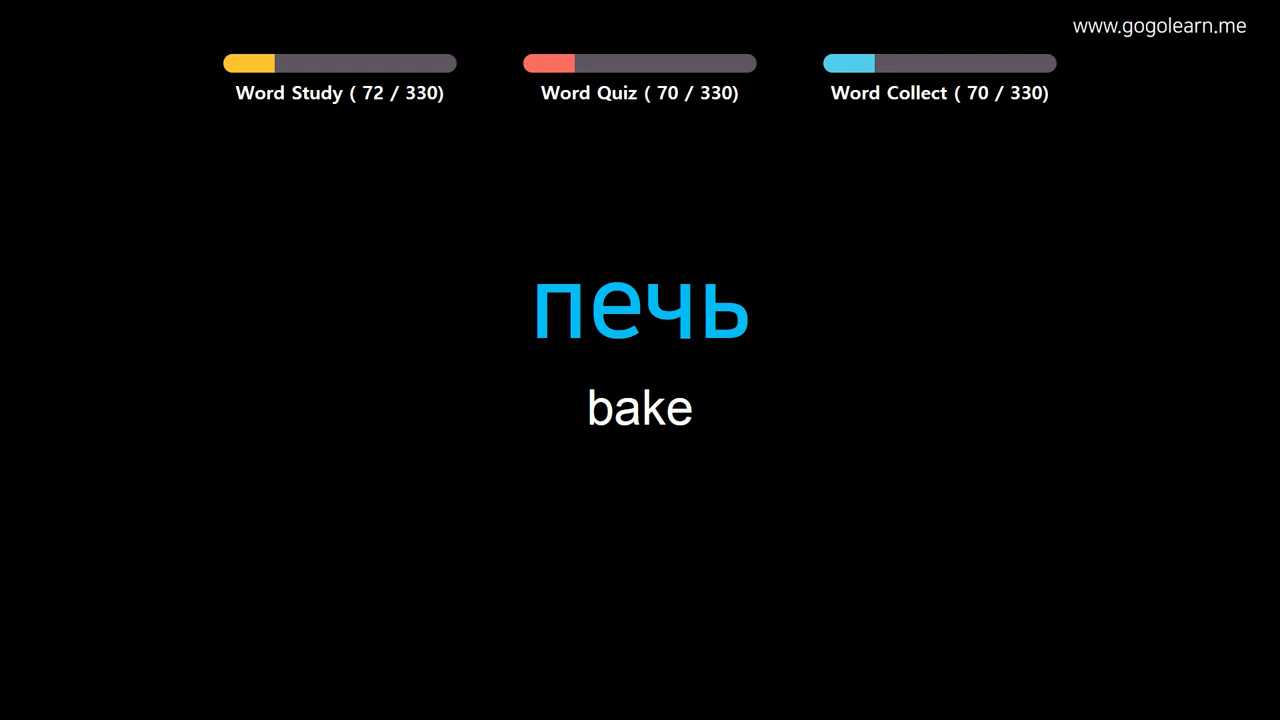 www.gogolearn.me
Word Study ( 72 / 330)
Word Quiz ( 70 / 330)
Word Collect ( 70 / 330)
печь
bake